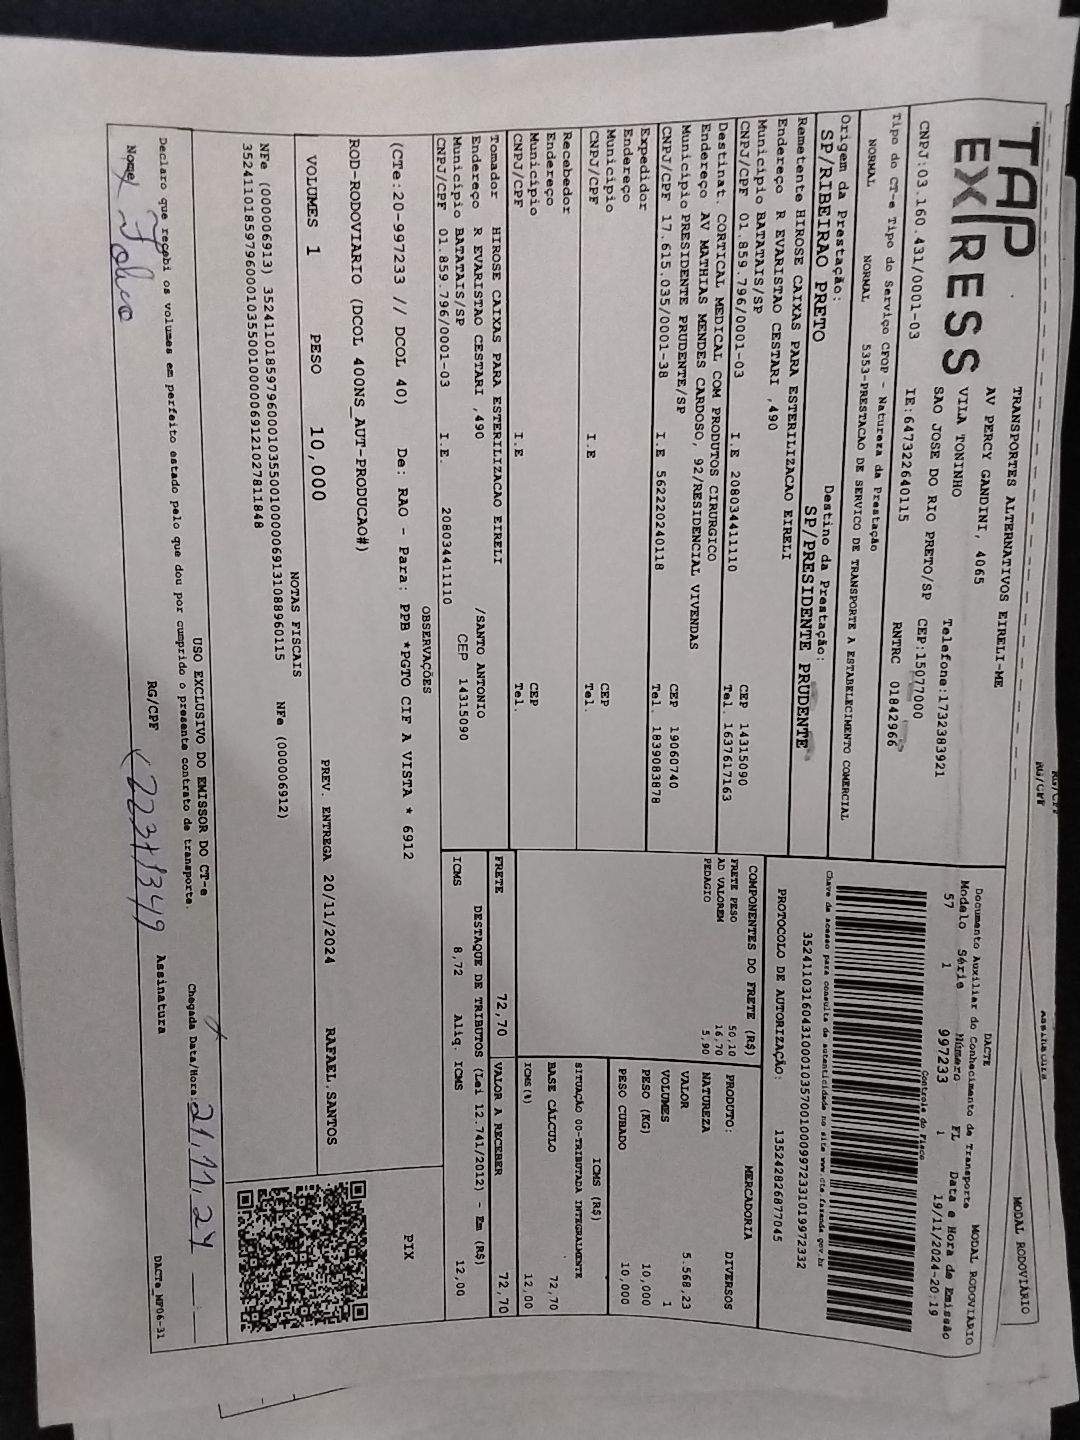 TAP
EXPRESS
TRANSPORTES ALTERNATIVOS EIRELI-ME
AV PERCY GANDINI, 4065
VILA TONINHO
SAO JOSE DO RIO PRETO/SP
Telefone:1732383921
CEP:15077000
CNPJ:03.160.431/0001-03
IE:647322640115
RNTRC 01842966
Tipo do CT-e Tipo do Serviço CFOP - Natureza da Prestação
NORMAL NORMAL 5353-PRESTACAO DE SERVICO DE TRANSPORTE A ESTABELECIMENTO COMERCIAL
Origem da Prestação: Destino da Prestação:
SP/RIBEIRAO PRETO SP/PRESIDENTE PRUDENTE
Remetente HIROSE CAIXAS PARA ESTERILIZACAO EIRELI
Endereço R EVARISTAO CESTARI ,490
Município BATATAIS/SP CEP 14315090
CNPJ/CPF 01.859.796/0001-03 I.E 208034411110 Tel. 1637617163
Destinat. CORTICAL MEDICAL COM PRODUTOS CIRURGICO
Endereço AV MATHIAS MENDES CARDOSO, 92/RESIDENCIAL VIVENDAS
Município PRESIDENTE PRUDENTE/SP CEP 19060740
CNPJ/CPF 17.615.035/0001-38 I.E 562220240118 Tel. 1839083878
Expedidor
Endereço
Município CEP
CNPJ/CPF I.E Tel.
Recebedor
Endereço
Município CEP
CNPJ/CPF I.E Tel.
Tomador HIROSE CAIXAS PARA ESTERILIZACAO EIRELI
Endereço R EVARISTAO CESTARI ,490 /SANTO ANTONIO
Município BATATAIS/SP CEP 14315090
CNPJ/CPF 01.859.796/0001-03 I.E. 208034411110
MODAL RODOVIÁRIO
DACTE
Documento Auxiliar do Conhecimento de Transporte MODAL RODOVIÁRIO
Modelo Série Número FL Data e Hora de Emissão
57 1 997233 1 19/11/2024-20:19
Controle do Fisco
Chave de acesso para consulta de autenticidade no site www.cte.fazenda.gov.br
35241103160431000103570010009972331019972332
PROTOCOLO DE AUTORIZAÇÃO: 135242826877045
COMPONENTES DO FRETE (R$)
FRETE PESO 50,10
AD VALOREM 16,70
PEDAGIO 5,90
MERCADORIA
PRODUTO: DIVERSOS
NATUREZA
VALOR 5.568,23
VOLUMES 1
PESO (KG) 10,000
PESO CUBADO 10,000
ICMS (R$)
SITUAÇÃO 00-TRIBUTADA INTEGRALMENTE
BASE CÁLCULO 72,70
ICMS(%) 12,00
FRETE 72,70 VALOR A RECEBER 72,70
DESTAQUE DE TRIBUTOS (Lei 12.741/2012) - Em (R$)
ICMS 8,72 Aliq. ICMS 12,00
OBSERVAÇÕES
(CTe:20-997233 // DCOL 40) De: RAO - Para: PPB *PGTO CIF A VISTA * 6912
ROD-RODOVIARIO (DCOL 400NS_AUT-PRODUCAO#)
PIX
VOLUMES 1 PESO 10,000 PREV. ENTREGA 20/11/2024 RAFAEL.SANTOS
NOTAS FISCAIS
NFe (000006913) 35241101859796000103550010000069131088960115 NFe (000006912)
35241101859796000103550010000069121027811848
USO EXCLUSIVO DO EMISSOR DO CT-e
Declaro que recebi os volumes em perfeito estado pelo que dou por cumprido o presente contrato de transporte. Chegada Data/Hora: 21,11,24
Nome RG/CPF Assinatura
DACTe_MF06-31
RG/CPF